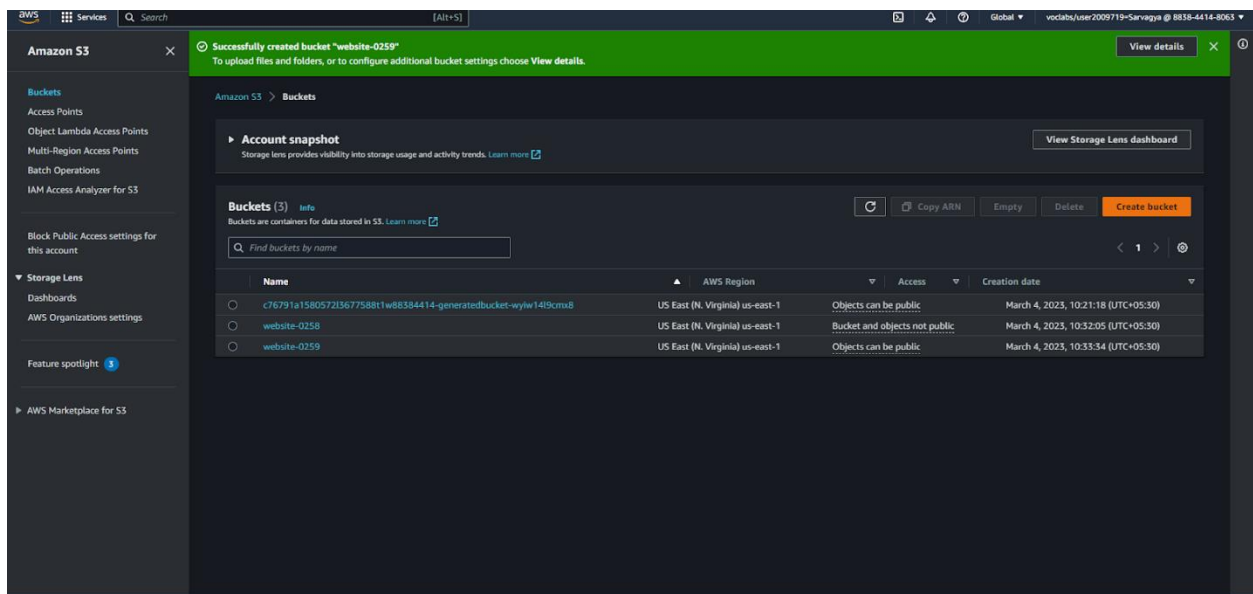 aws Services Search [Alt+S] Global voclabs/user2009719=Sarvagya @ 8838-4414-8063
Amazon S3
Buckets
Access Points
Object Lambda Access Points
Multi-Region Access Points
Batch Operations
IAM Access Analyzer for S3
Block Public Access settings for
this account
Storage Lens
Dashboards
AWS Organizations settings
Feature spotlight 3
AWS Marketplace for S3
Successfully created bucket "website-0259"
To upload files and folders, or to configure additional bucket settings choose View details.
View details
Amazon S3 > Buckets
Account snapshot
Storage lens provides visibility into storage usage and activity trends. Learn more
View Storage Lens dashboard
Buckets (3) Info
Buckets are containers for data stored in S3. Learn more
Copy ARN Empty Delete Create bucket
Find buckets by name
1
Name AWS Region Access Creation date
US East (N. Virginia) us-east-1 Objects can be public March 4, 2023, 10:21:18 (UTC+05:30)
website-0258 US East (N. Virginia) us-east-1 Bucket and objects not public March 4, 2023, 10:32:05 (UTC+05:30)
website-0259 US East (N. Virginia) us-east-1 Objects can be public March 4, 2023, 10:33:34 (UTC+05:30)